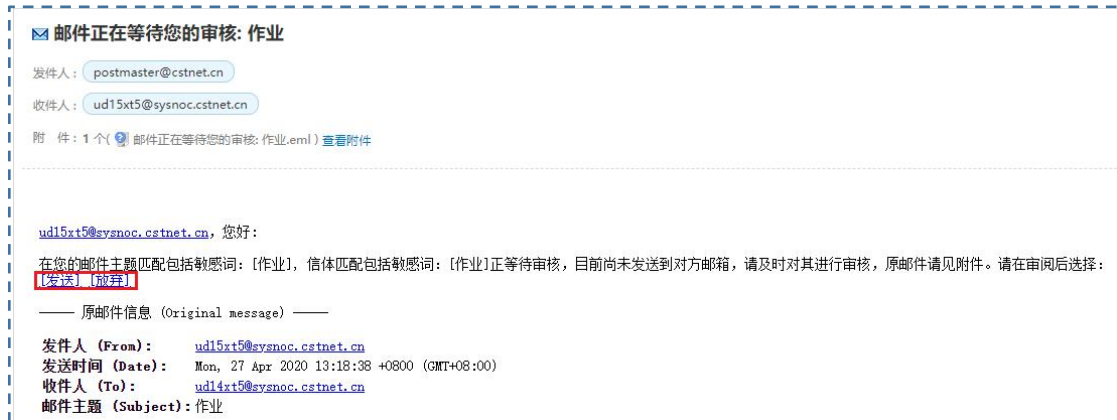 邮件正在等待您的审核: 作业
发件人： postmaster@cstnet.cn
收件人： ud15xt5@sysnoc.cstnet.cn
附 件：1 个( 邮件正在等待您的审核: 作业.eml ) 查看附件
ud15xt5@sysnoc.cstnet.cn，您好：
在您的邮件主题匹配包括敏感词：[作业]，信体匹配包括敏感词：[作业]正等待审核，目前尚未发送到对方邮箱，请及时对其进行审核，原邮件请见附件。请在审阅后选择：
[发送] [放弃]
—— 原邮件信息 (Original message) ——
发件人 (From)： ud15xt5@sysnoc.cstnet.cn
发送时间 (Date)： Mon, 27 Apr 2020 13:18:38 +0800 (GMT+08:00)
收件人 (To)： ud14xt5@sysnoc.cstnet.cn
邮件主题 (Subject)：作业